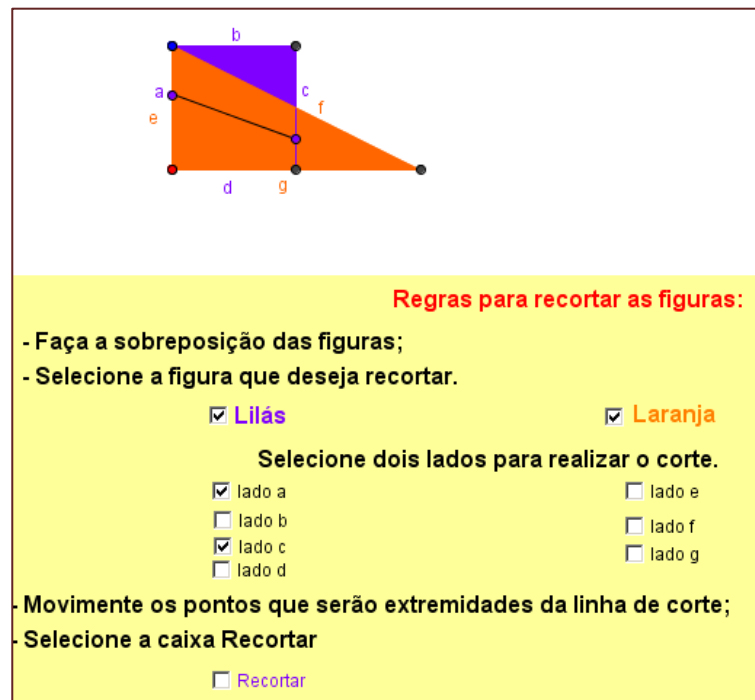 b
a
c
e
f
d
g
Regras para recortar as figuras:
- Faça a sobreposição das figuras;
- Selecione a figura que deseja recortar.
Lilás
Laranja
Selecione dois lados para realizar o corte.
lado a
lado e
lado b
lado f
lado c
lado g
lado d
- Movimente os pontos que serão extremidades da linha de corte;
- Selecione a caixa Recortar
Recortar